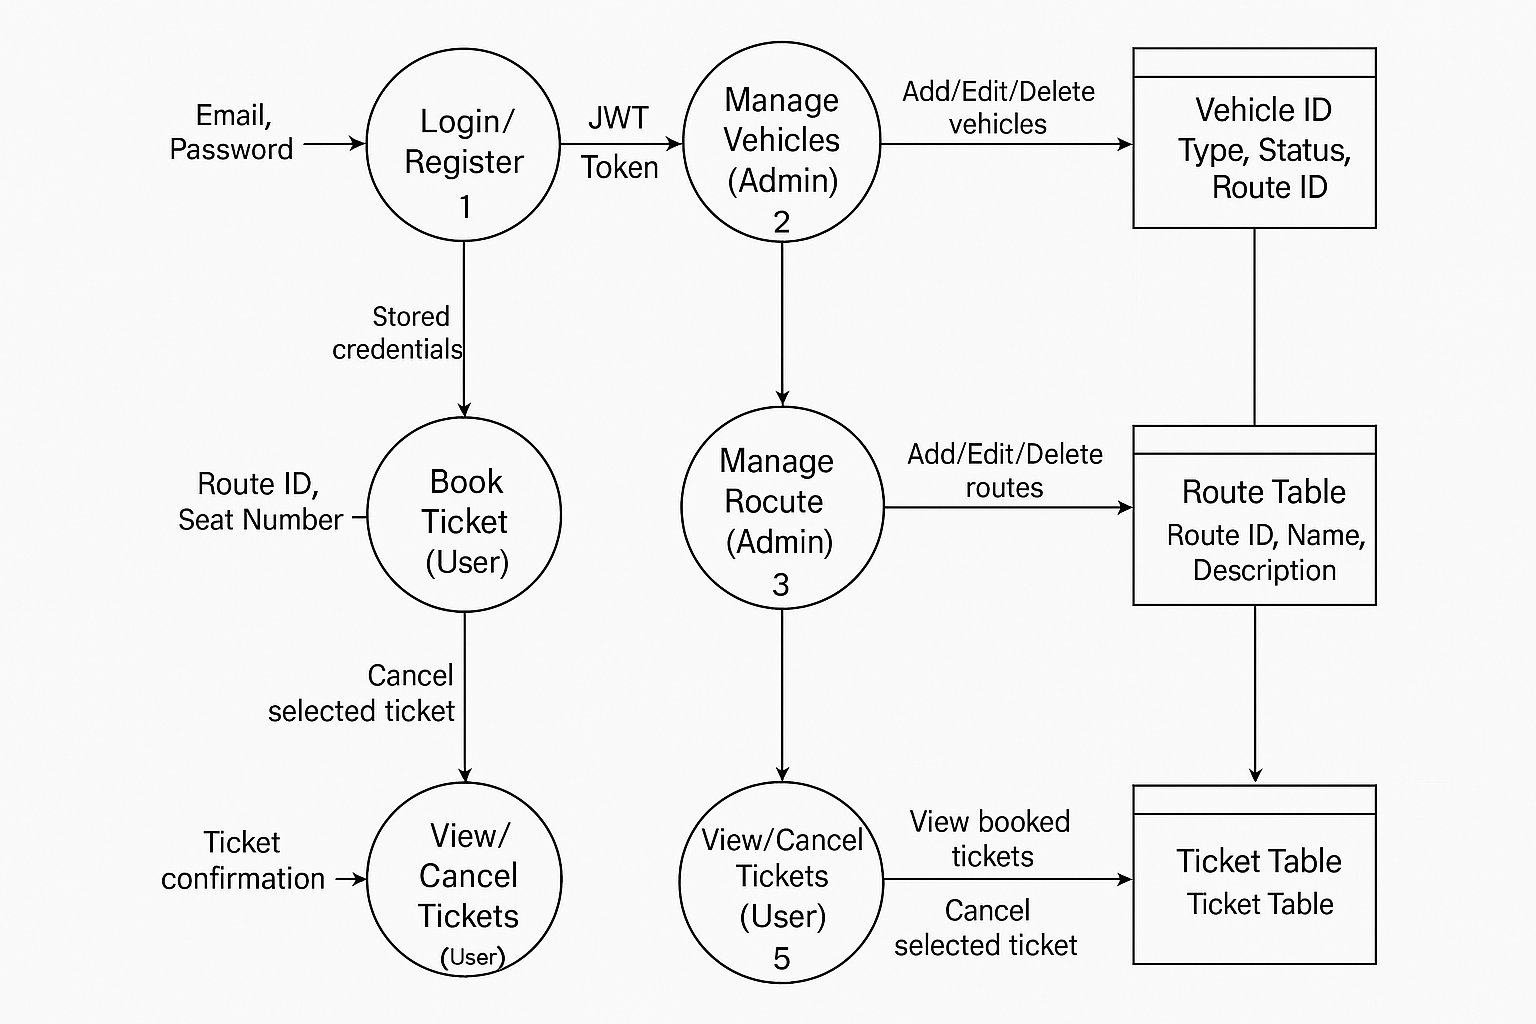 Email,
Password
Login/
Register
1
JWT
Token
Manage
Vehicles
(Admin)
2
Add/Edit/Delete
vehicles
Vehicle ID
Type, Status,
Route ID
Stored
credentials
Route ID,
Seat Number
Book
Ticket
(User)
Manage
Rocute
(Admin)
3
Add/Edit/Delete
routes
Route Table
Route ID, Name,
Description
Cancel
selected ticket
Ticket
confirmation
View/
Cancel
Tickets
(User)
View/Cancel
Tickets
(User)
5
View booked
tickets
Cancel
selected ticket
Ticket Table
Ticket Table